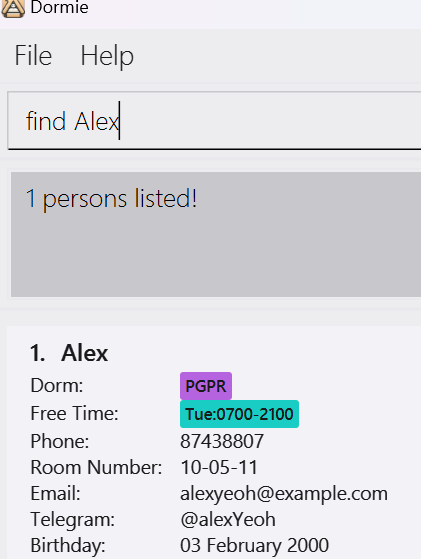 Dormie
File Help
find Alex
1 persons listed!
1. Alex
Dorm: PGPR
Free Time: Tue:0700-2100
Phone: 87438807
Room Number: 10-05-11
Email: alexyeoh@example.com
Telegram: @alexYeoh
Birthday: 03 February 2000